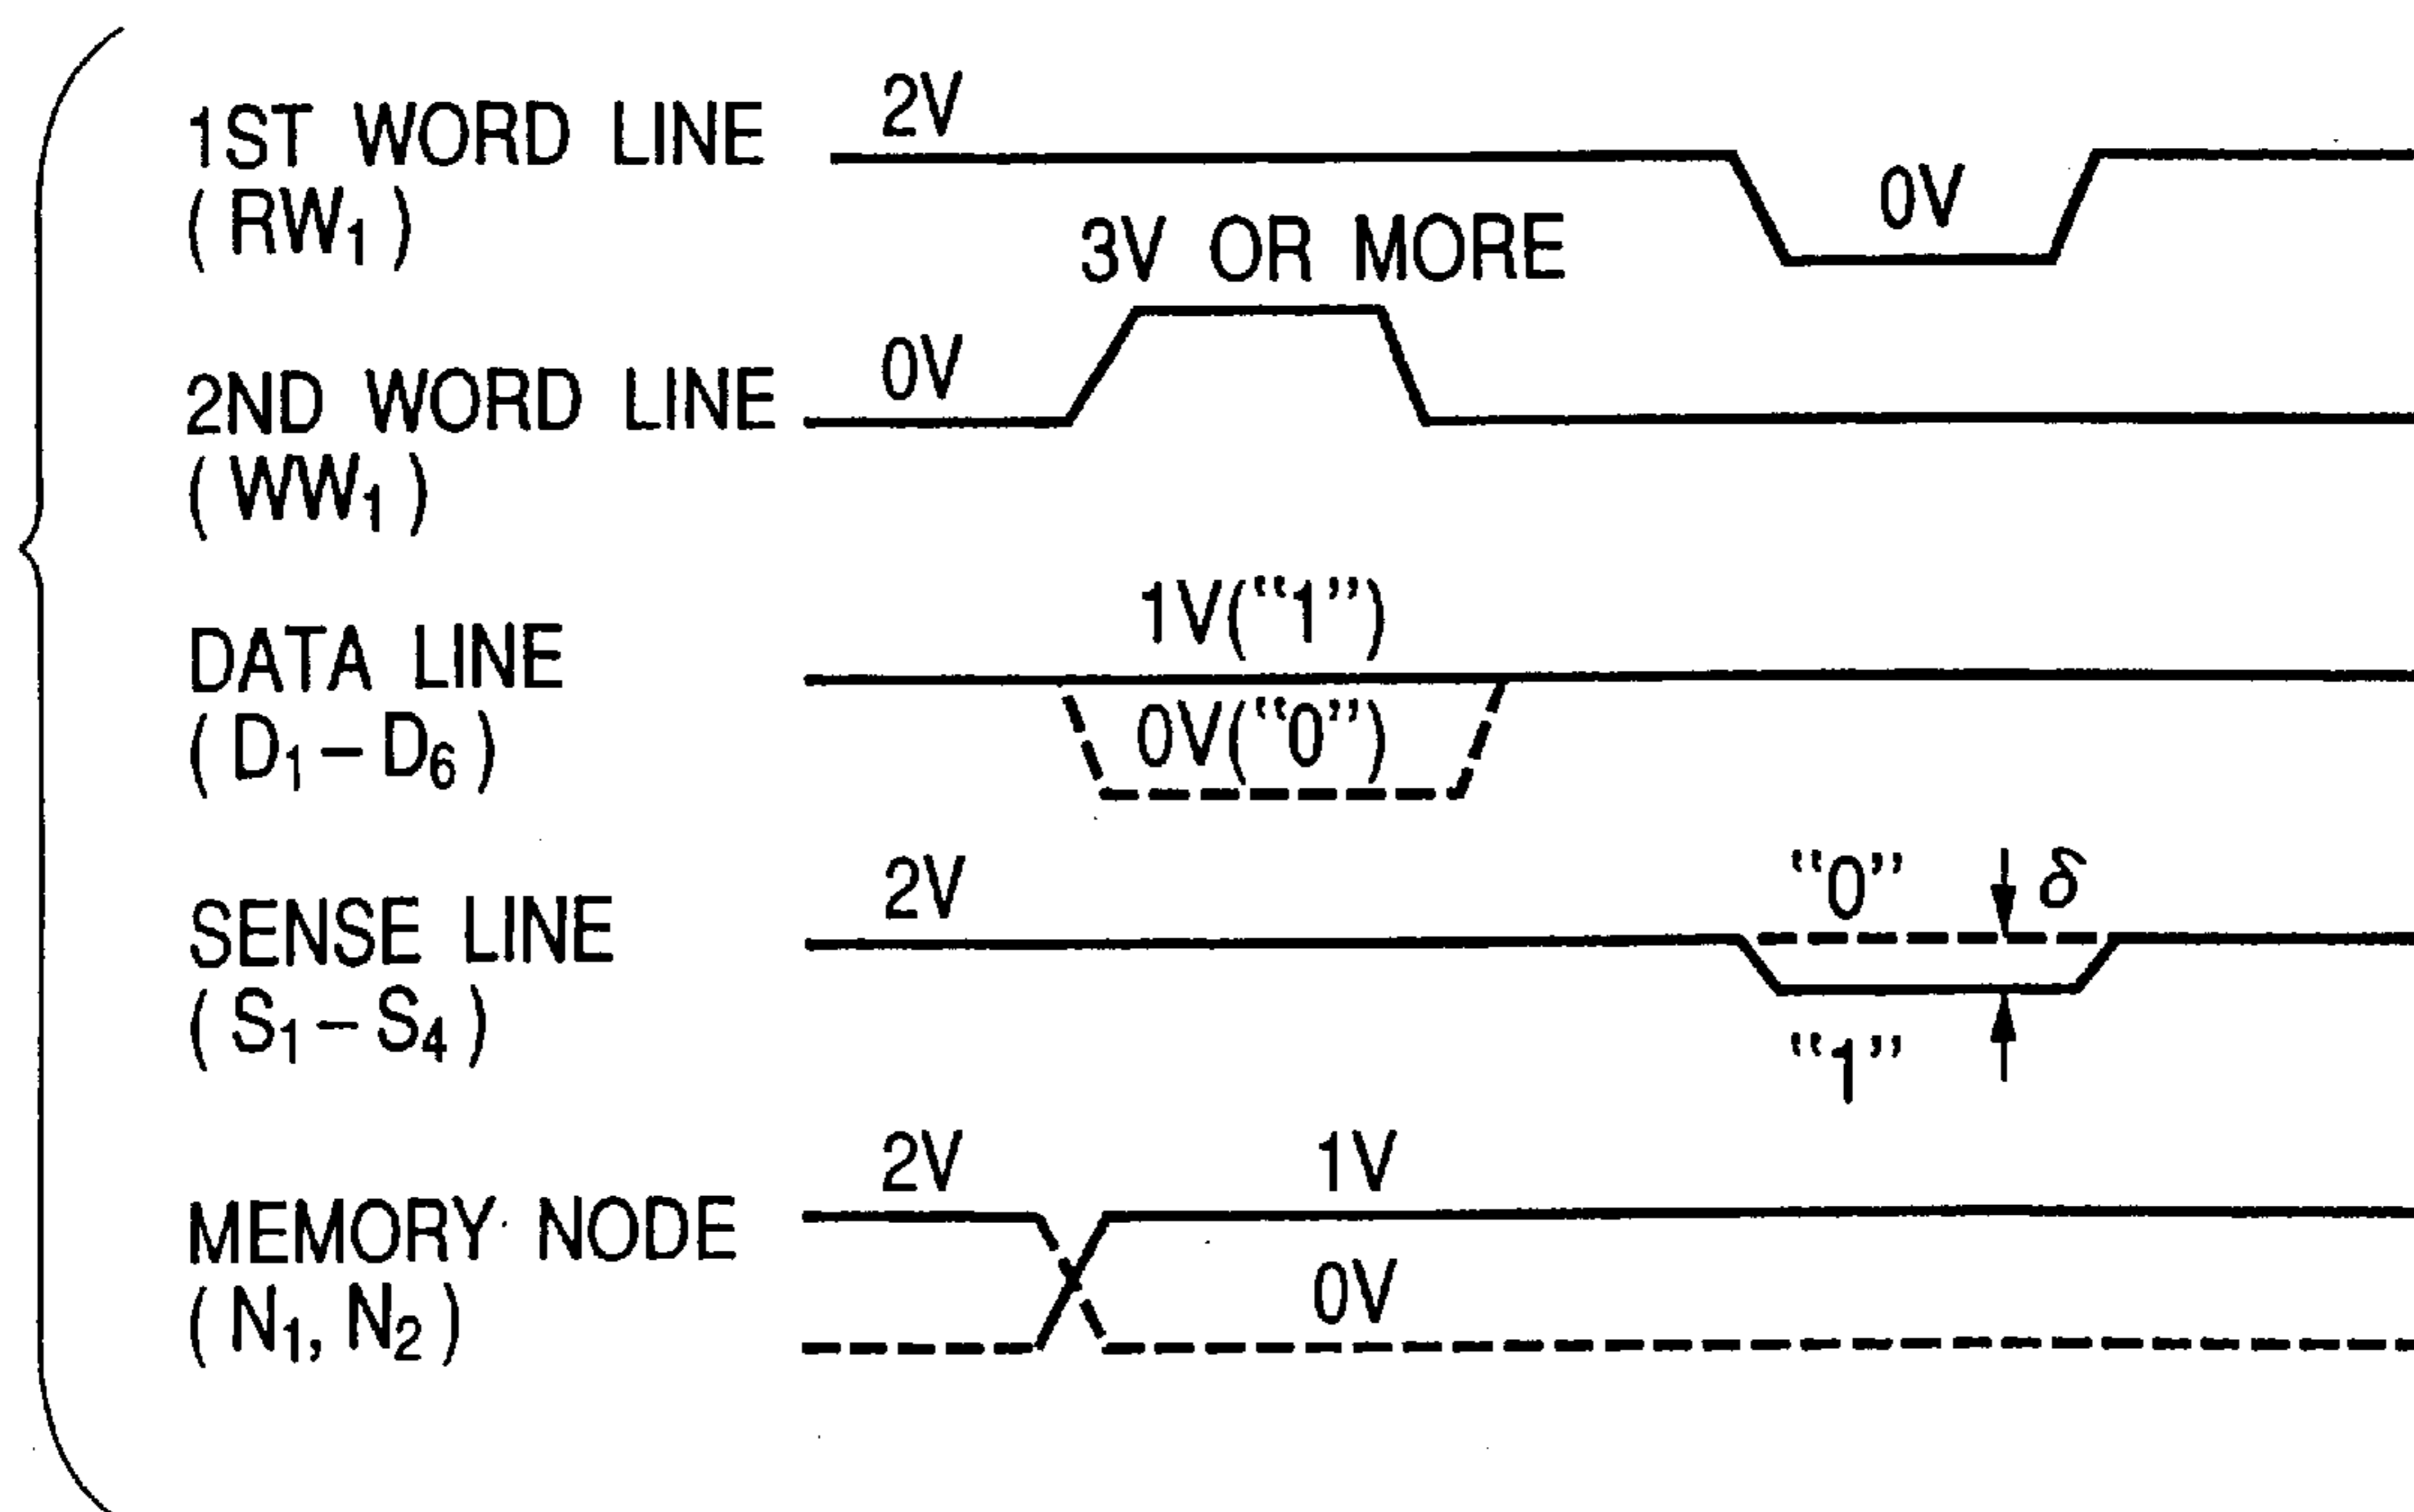 1ST WORD LINE
(RW₁)
2V
0V
3V OR MORE
2ND WORD LINE
(WW₁)
0V
DATA LINE
(D₁–D₆)
1V(“1”)
0V(“0”)
SENSE LINE
(S₁–S₄)
2V
“0”
δ
“1”
MEMORY NODE
(N₁, N₂)
2V
1V
0V